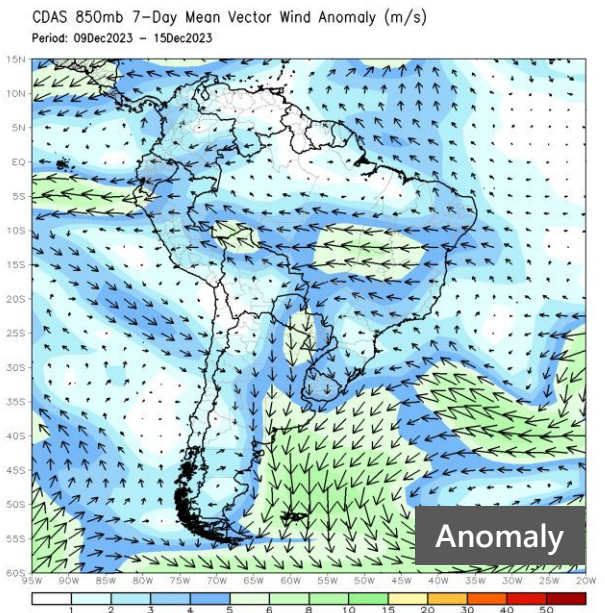 CDAS 850mb 7-Day Mean Vector Wind Anomaly (m/s)
Period: 09Dec2023 – 15Dec2023
15N
10N
5N
EQ
5S
10S
15S
20S
25S
30S
35S
40S
45S
50S
55S
60S
Anomaly
95W 90W 85W 80W 75W 70W 65W 60W 55W 50W 45W 40W 35W 30W 25W 20W
1 2 3 4 5 6 8 10 15 20 30 40 50